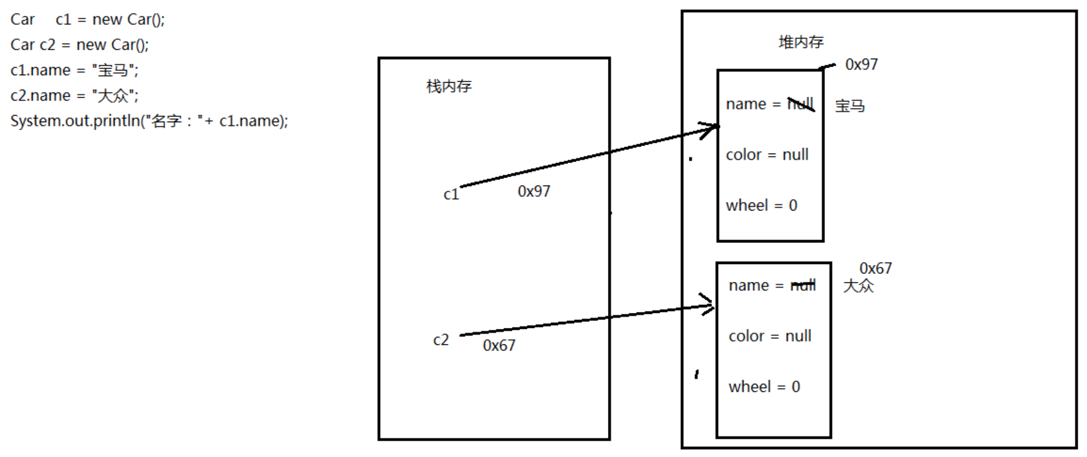 Car c1 = new Car();
Car c2 = new Car();
c1.name = "宝马";
c2.name = "大众";
System.out.println("名字："+ c1.name);
栈内存
c1
0x97
c2
0x67
堆内存
0x97
name = null 宝马
color = null
wheel = 0
0x67
name = null 大众
color = null
wheel = 0